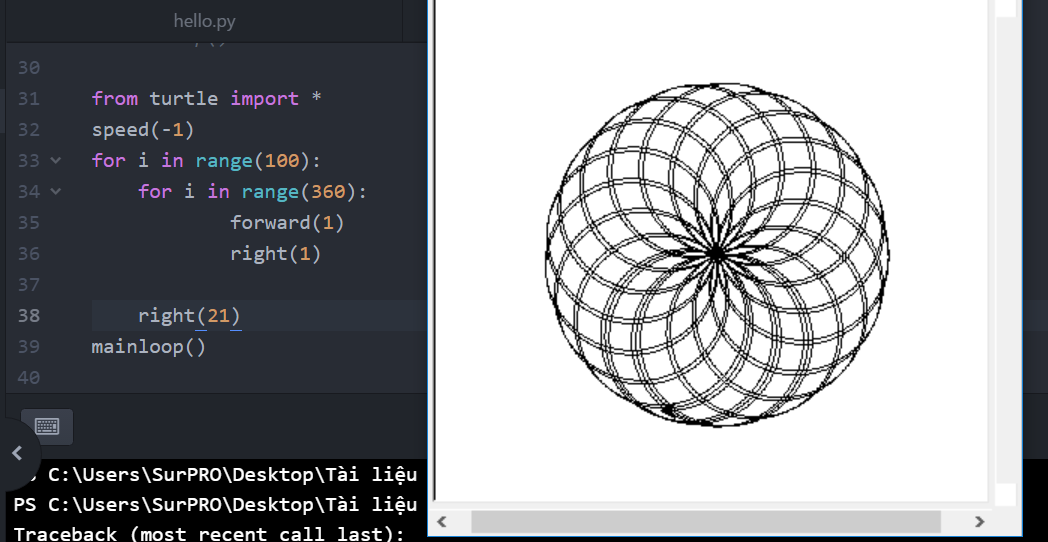 hello.py
30
31 from turtle import *
32 speed(-1)
33 for i in range(100):
34 for i in range(360):
35 forward(1)
36 right(1)
37
38 right(21)
39 mainloop()
40
C:\Users\SurPRO\Desktop\Tài liệu
PS C:\Users\SurPRO\Desktop\Tài liệu
Traceback (most recent call last):